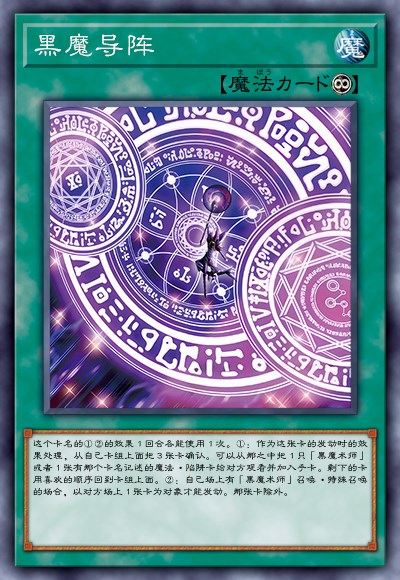 黑魔导阵
魔
【魔法カード】
まほう
这个卡名的①②的效果1回合各能使用1次。①：作为这张卡的发动时的效
果处理，从自己卡组上面把3张卡确认。可以从那之中把1只「黑魔术师」
或者1张有那个卡名记述的魔法·陷阱卡给对方观看并加入手卡。剩下的卡
用喜欢的顺序回到卡组上面。②：自己场上有「黑魔术师」召唤·特殊召唤
的场合，以对方场上1张卡为对象才能发动。那张卡除外。